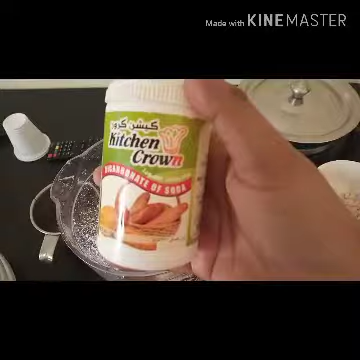 Made with KINEMASTER
كيتشن كراون
Kitchen
Crown
BICARBONATE OF SODA